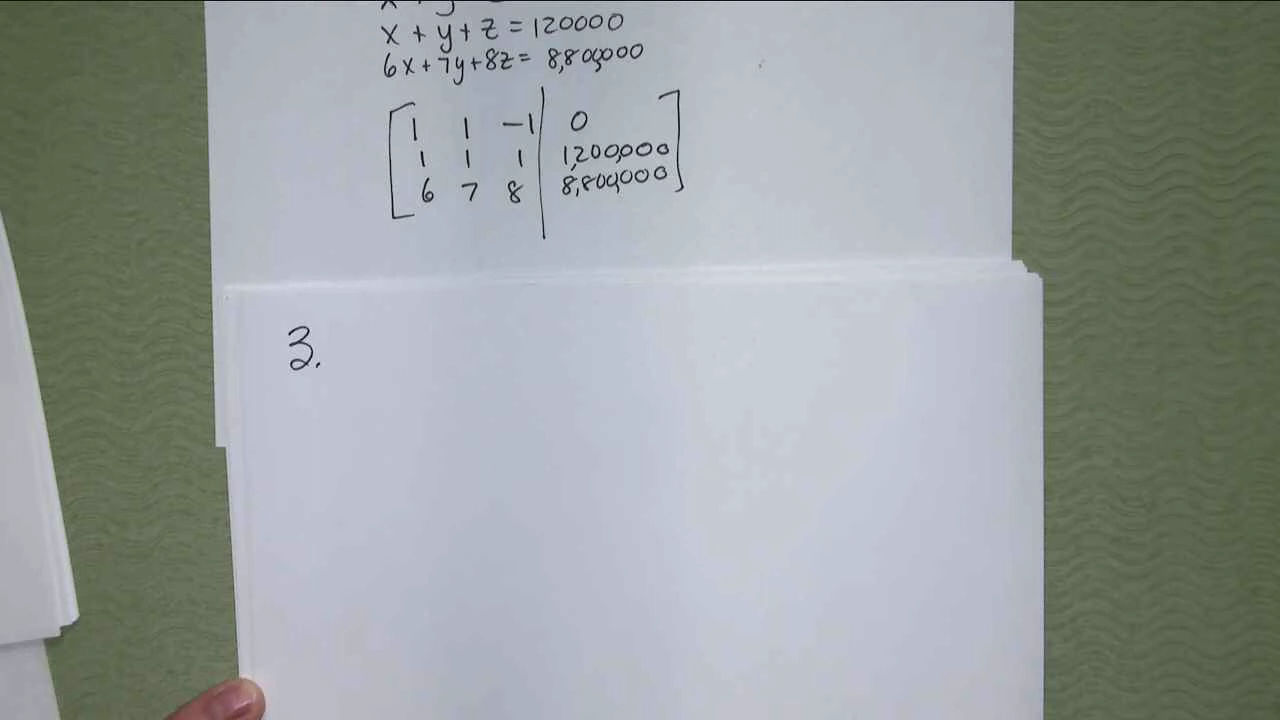 x + y + z = 120000
6x+7y+8z= 8,800,000
1 1 -1 0
1 1 1 1,200,000
6 7 8 8,800,000
3.